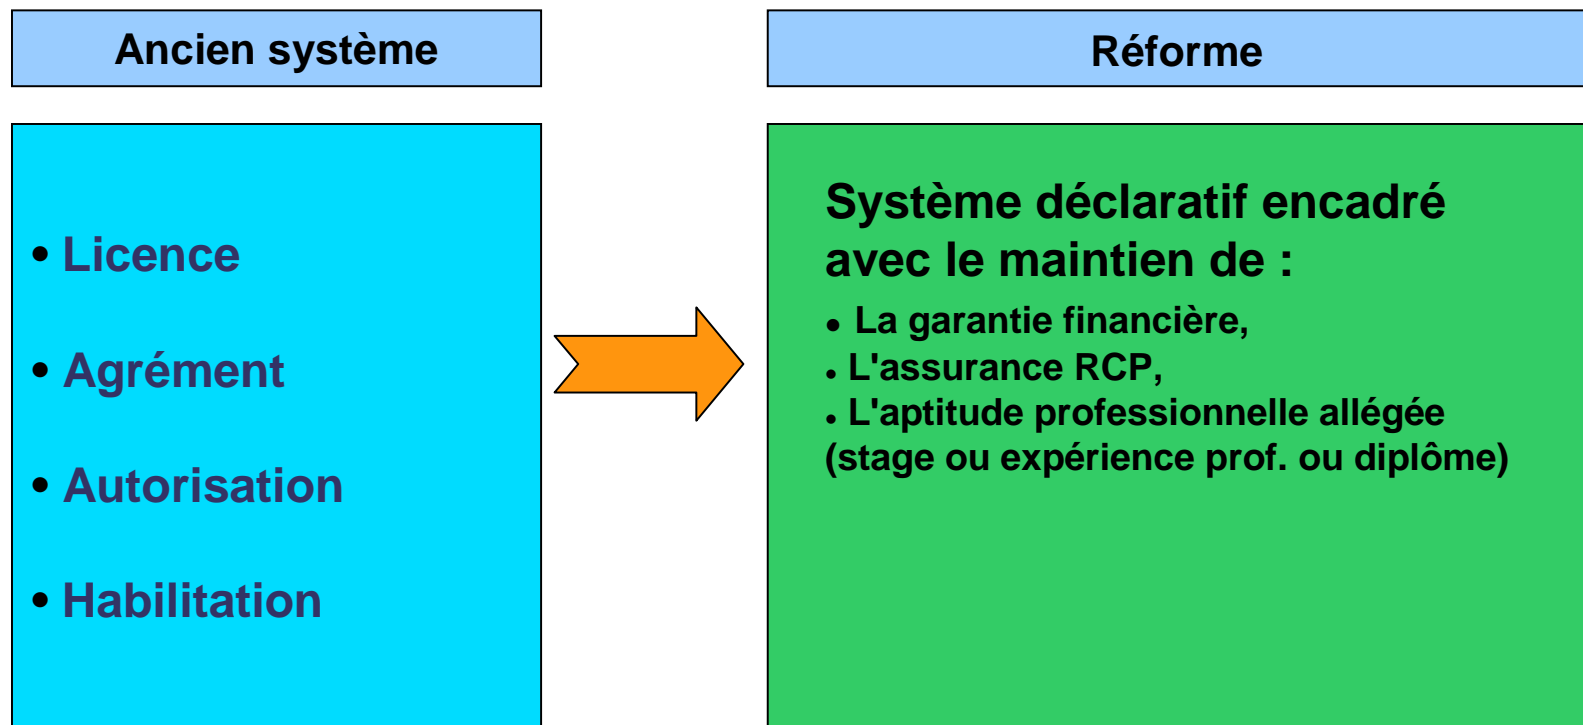 Ancien système
Réforme
• Licence
• Agrément
• Autorisation
• Habilitation
Système déclaratif encadré
avec le maintien de :
• La garantie financière,
• L'assurance RCP,
• L'aptitude professionnelle allégée
(stage ou expérience prof. ou diplôme)